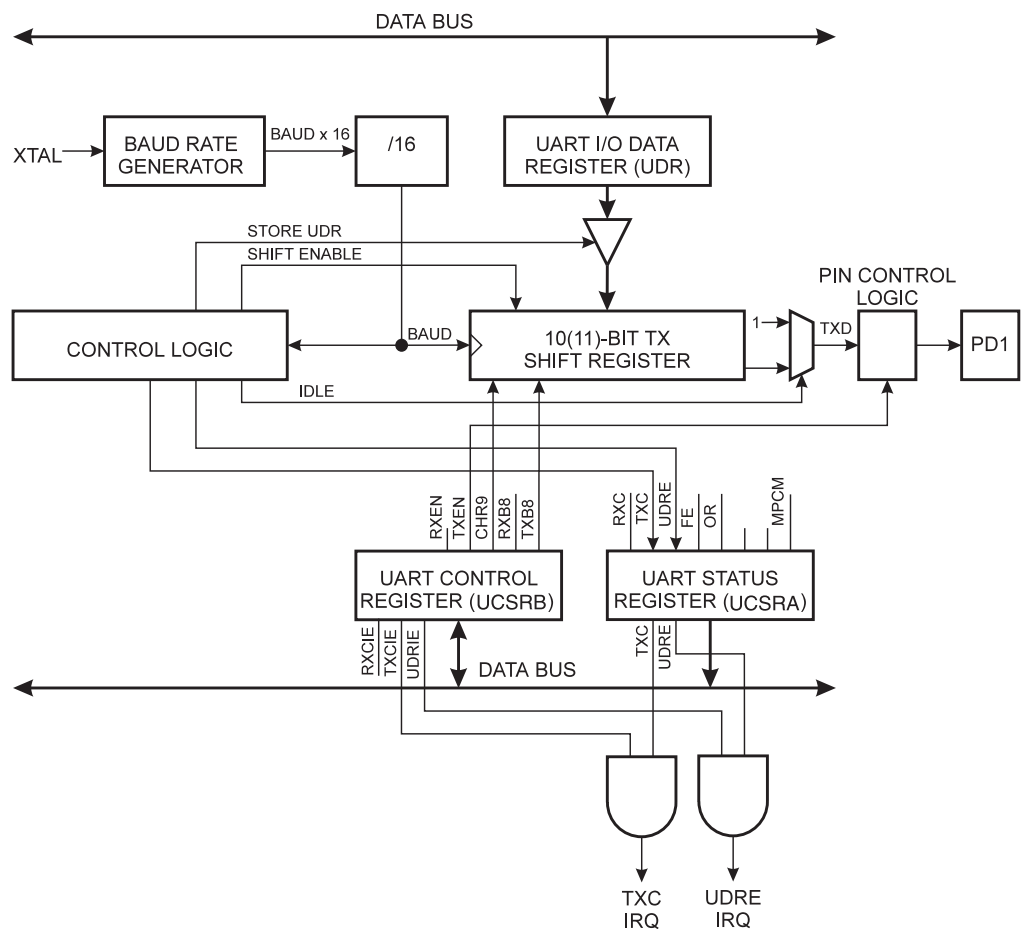 DATA BUS
XTAL
BAUD RATE
GENERATOR
BAUD x 16
/16
UART I/O DATA
REGISTER (UDR)
STORE UDR
SHIFT ENABLE
PIN CONTROL
LOGIC
CONTROL LOGIC
BAUD
10(11)-BIT TX
SHIFT REGISTER
1
TXD
PD1
IDLE
RXEN
TXEN
CHR9
RXB8
TXB8
RXC
TXC
UDRE
FE
OR
MPCM
UART CONTROL
REGISTER (UCSRB)
UART STATUS
REGISTER (UCSRA)
RXCIE
TXCIE
UDRIE
TXC
UDRE
DATA BUS
TXC
IRQ
UDRE
IRQ